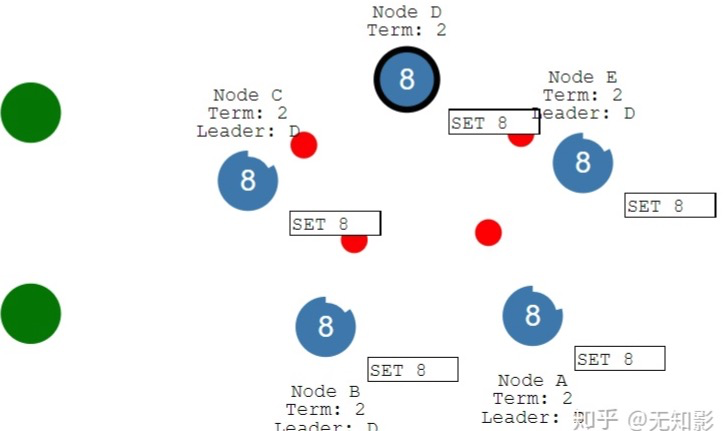 Node D
Term: 2
8
SET 8
Node C
Term: 2
Leader: D
8
SET 8
Node E
Term: 2
Leader: D
8
SET 8
8
SET 8
Node B
Term: 2
Leader: D
8
SET 8
Node A
Term: 2
Leader: D
知乎 @无知影